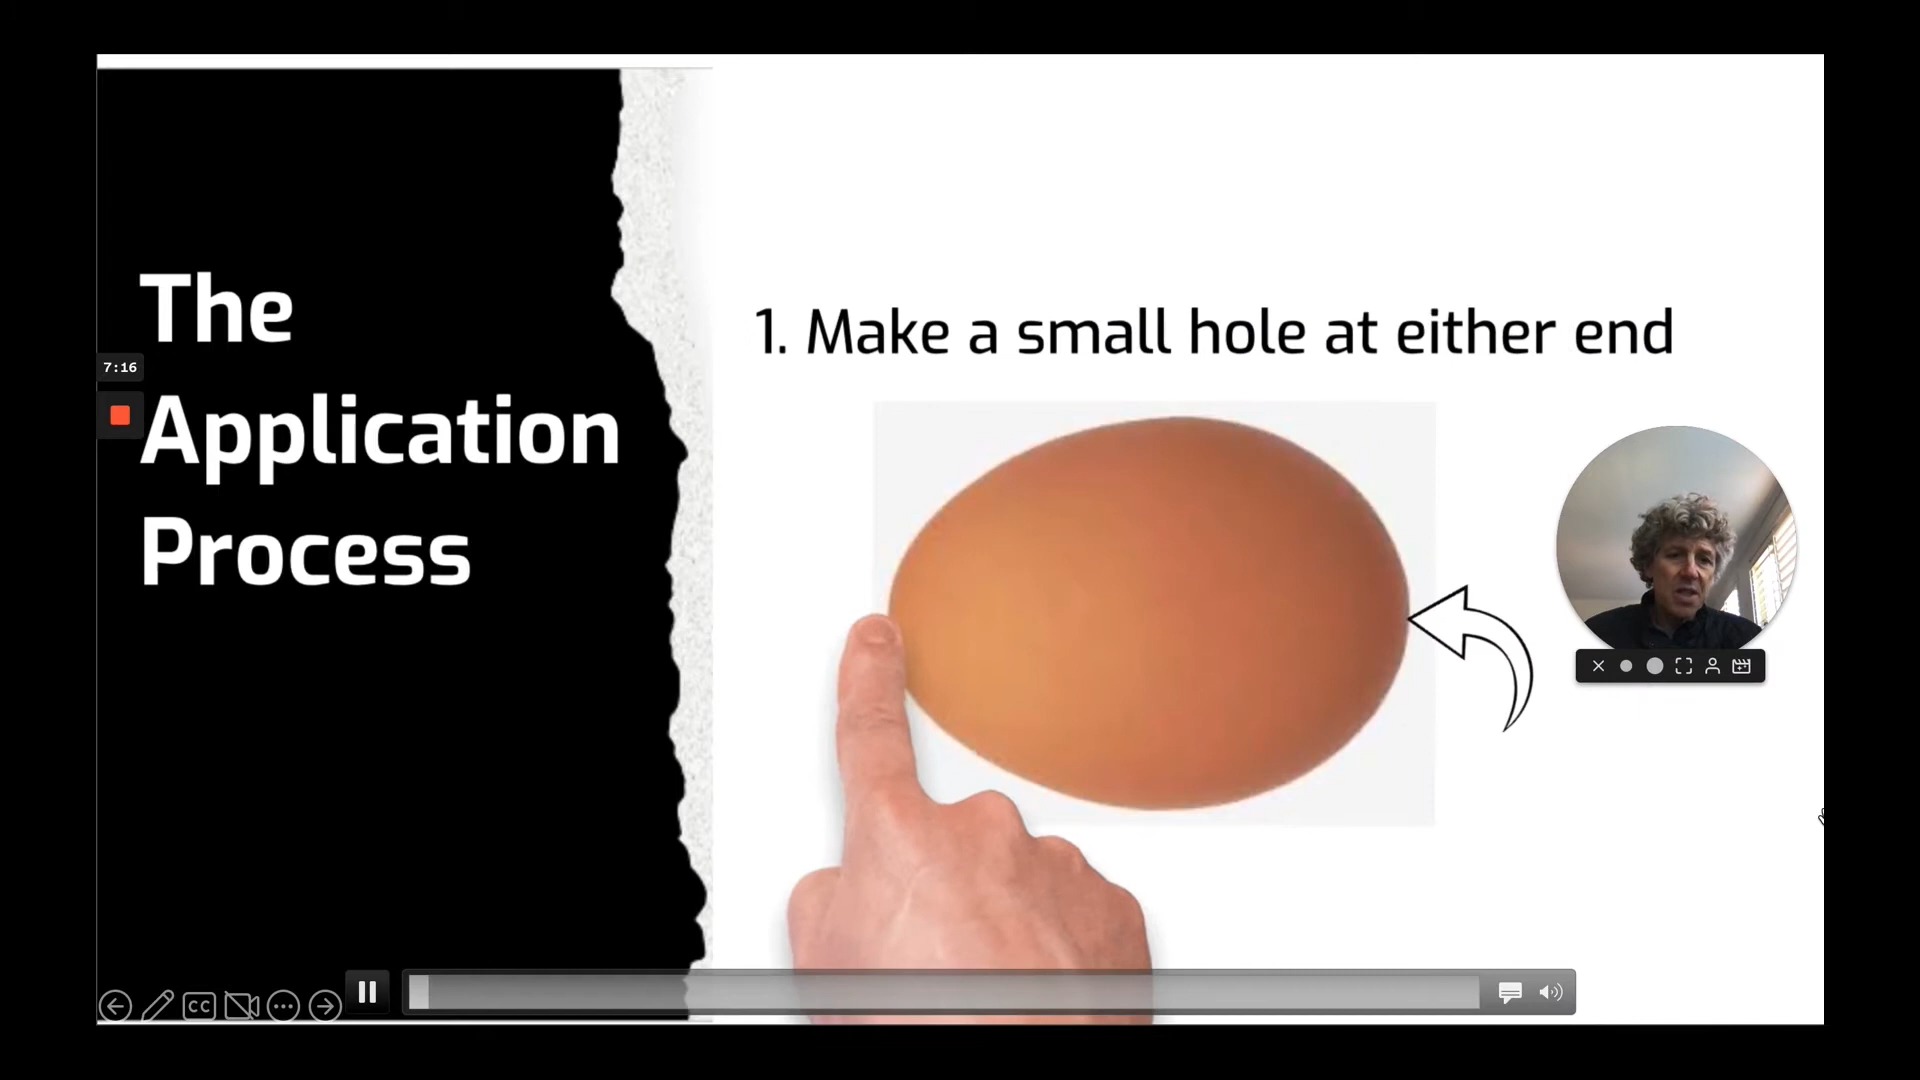 The
Application
Process
7:16
1. Make a small hole at either end
CC